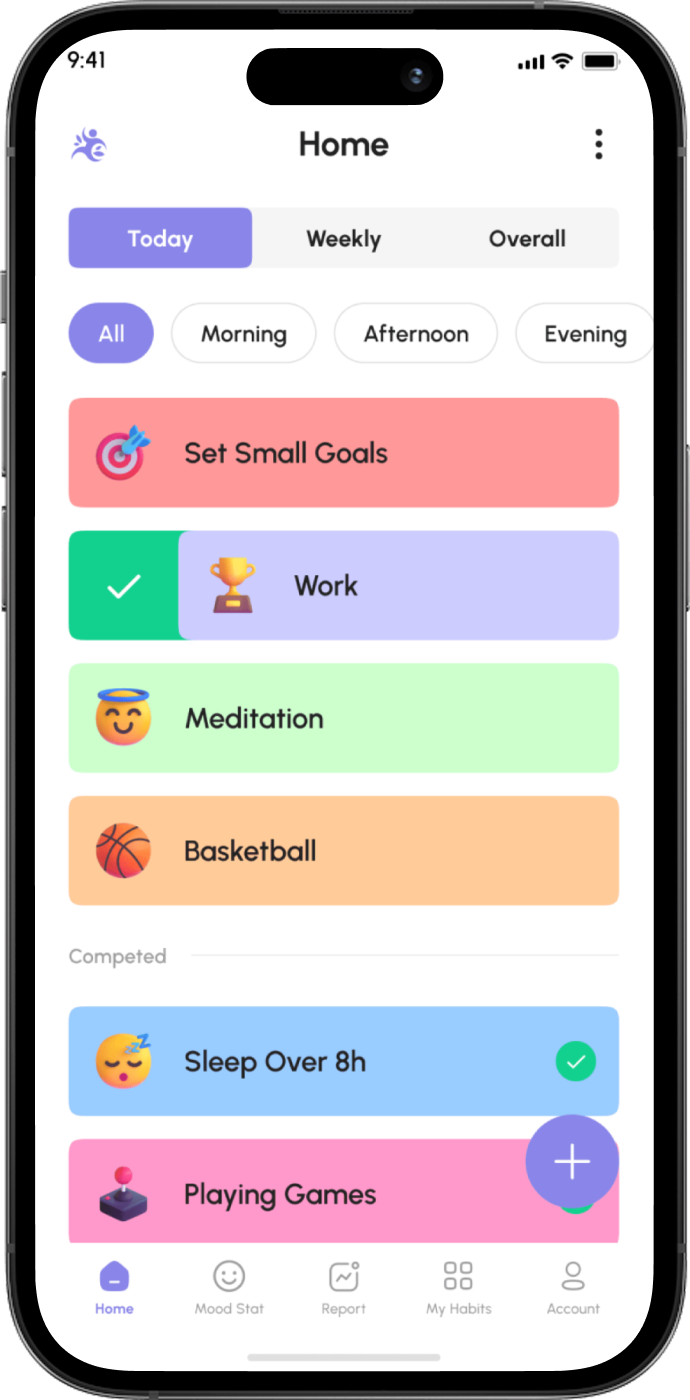 9:41
Home
Today Weekly Overall
All Morning Afternoon Evening
Set Small Goals
Work
Meditation
Basketball
Competed
Sleep Over 8h
Playing Games
Home Mood Stat Report My Habits Account